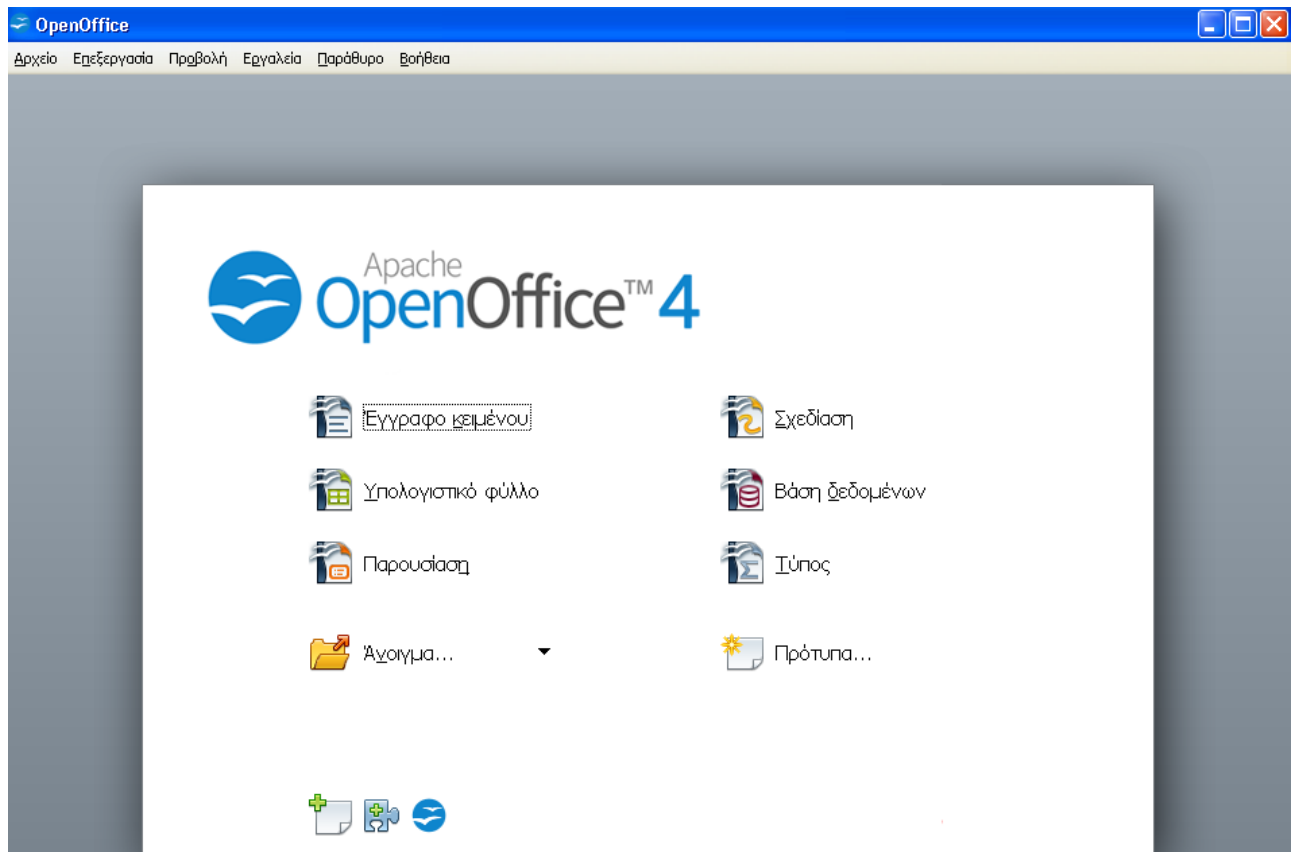 OpenOffice
Αρχείο Επεξεργασία Προβολή Εργαλεία Παράθυρο Βοήθεια
Apache
OpenOffice™ 4
Έγγραφο κειμένου
Σχεδίαση
Υπολογιστικό φύλλο
Βάση δεδομένων
Παρουσίαση
Τύπος
Άνοιγμα...
Πρότυπα...